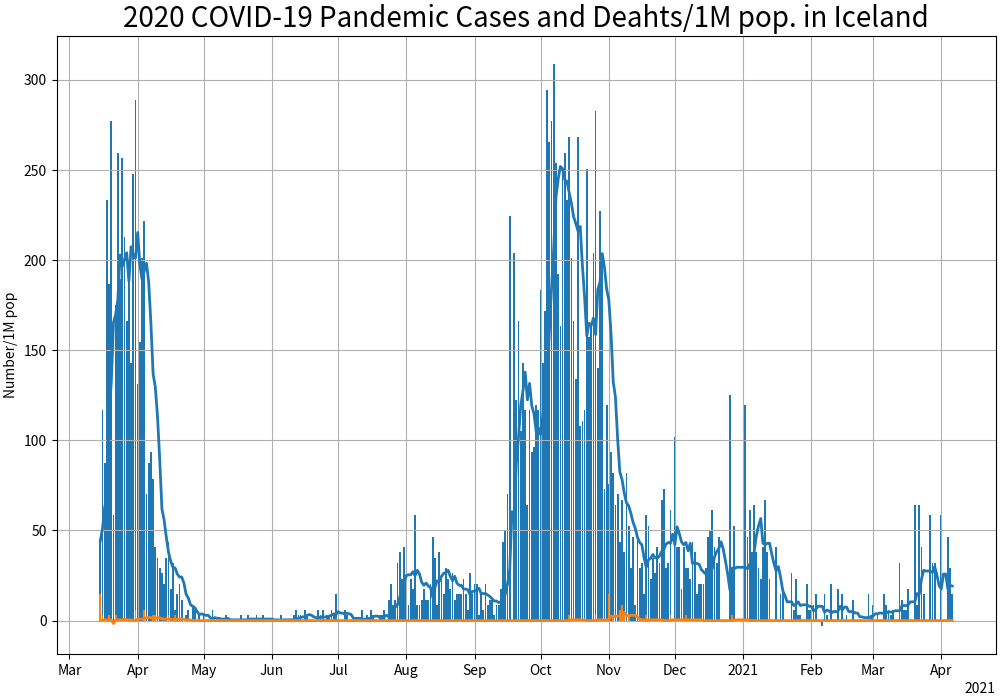 2020 COVID-19 Pandemic Cases and Deahts/1M pop. in Iceland
Number/1M pop
300
250
200
150
100
50
0
Mar Apr May Jun Jul Aug Sep Oct Nov Dec 2021 Feb Mar Apr
2021